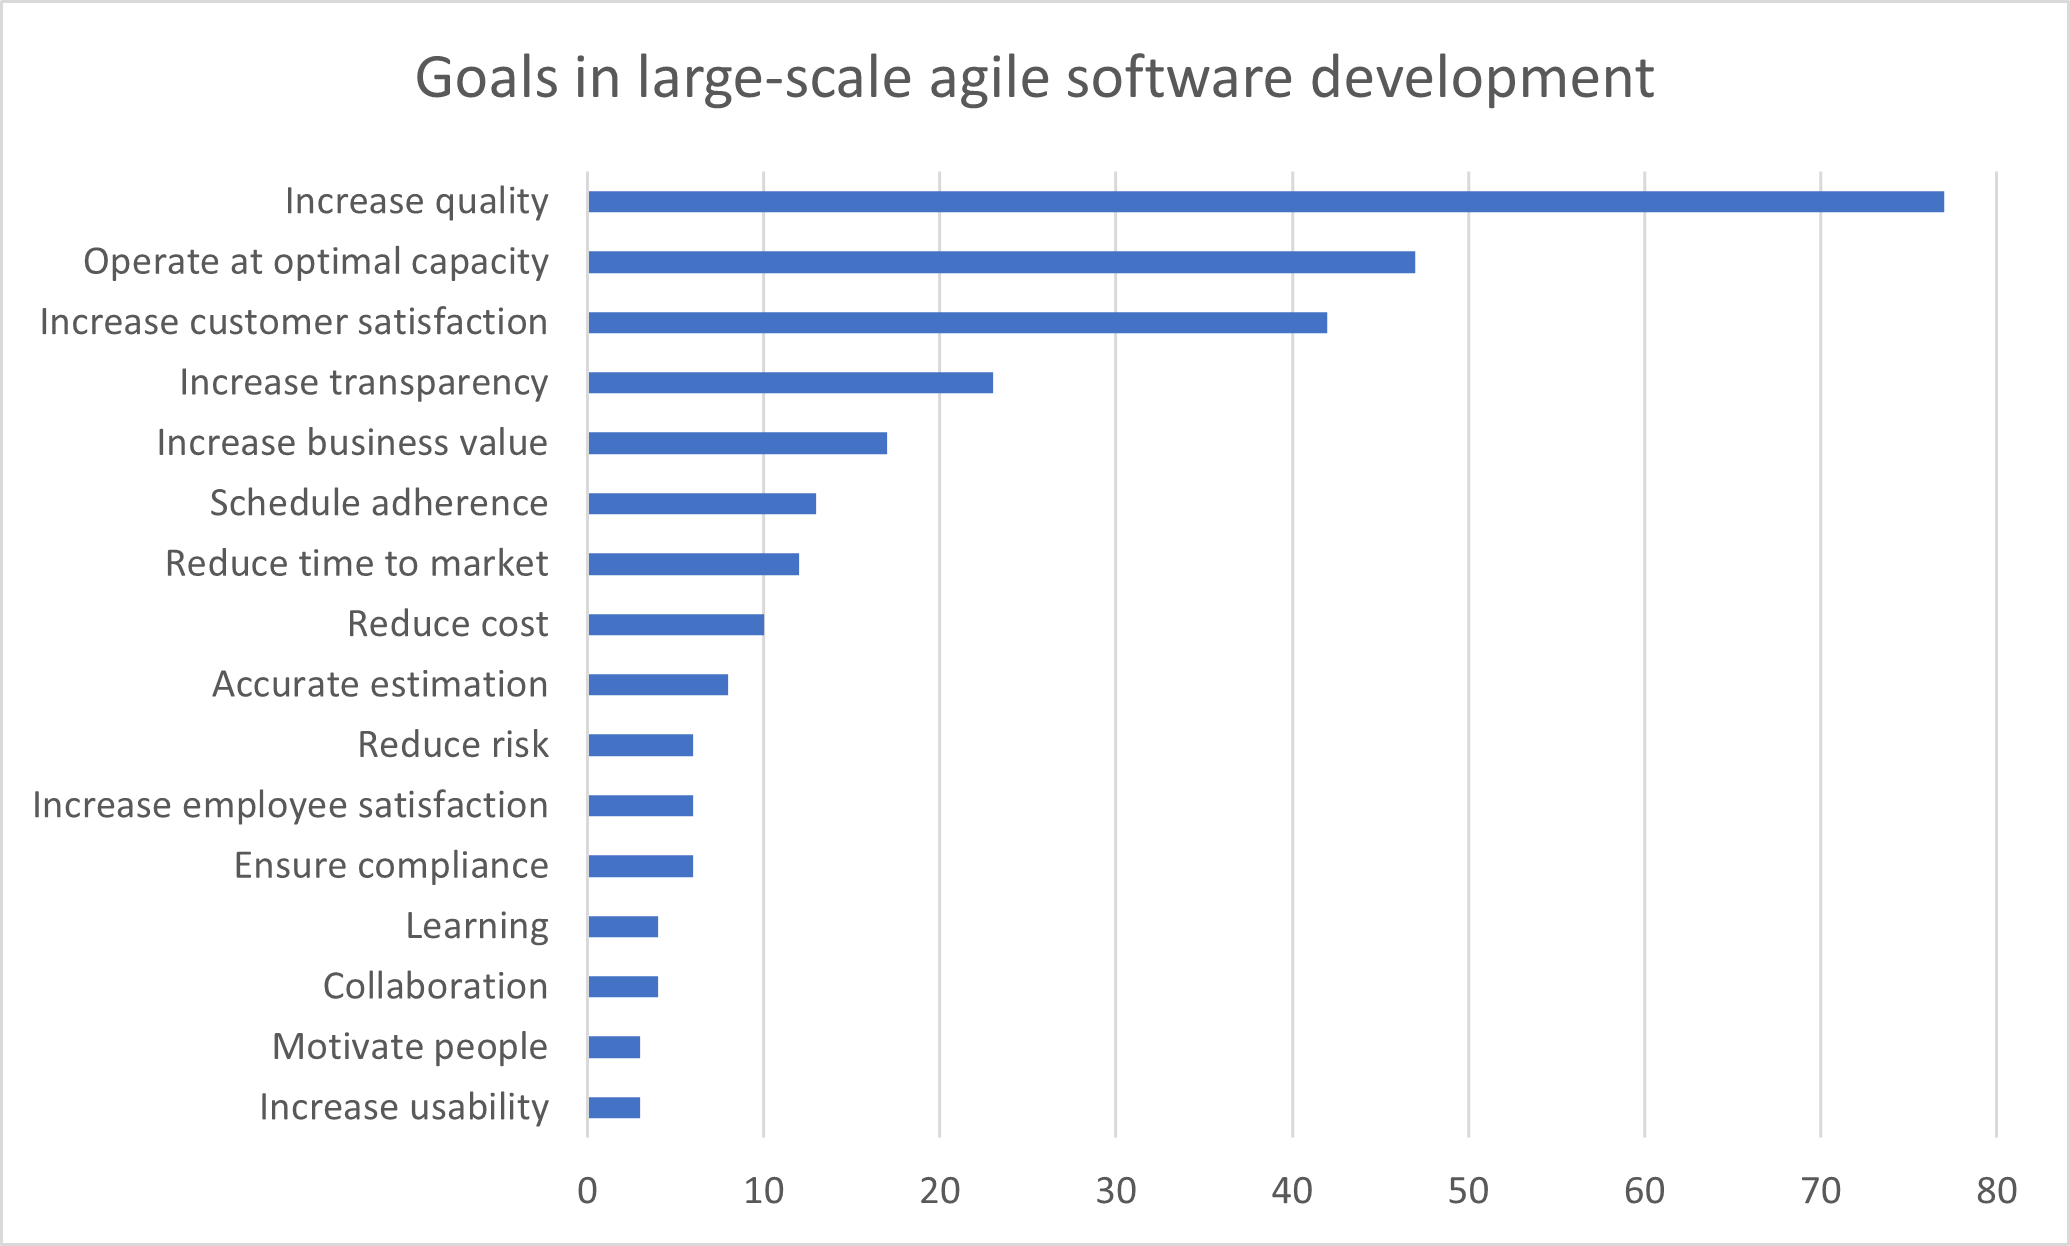 Goals in large-scale agile software development
Increase quality
Operate at optimal capacity
Increase customer satisfaction
Increase transparency
Increase business value
Schedule adherence
Reduce time to market
Reduce cost
Accurate estimation
Reduce risk
Increase employee satisfaction
Ensure compliance
Learning
Collaboration
Motivate people
Increase usability
0 10 20 30 40 50 60 70 80